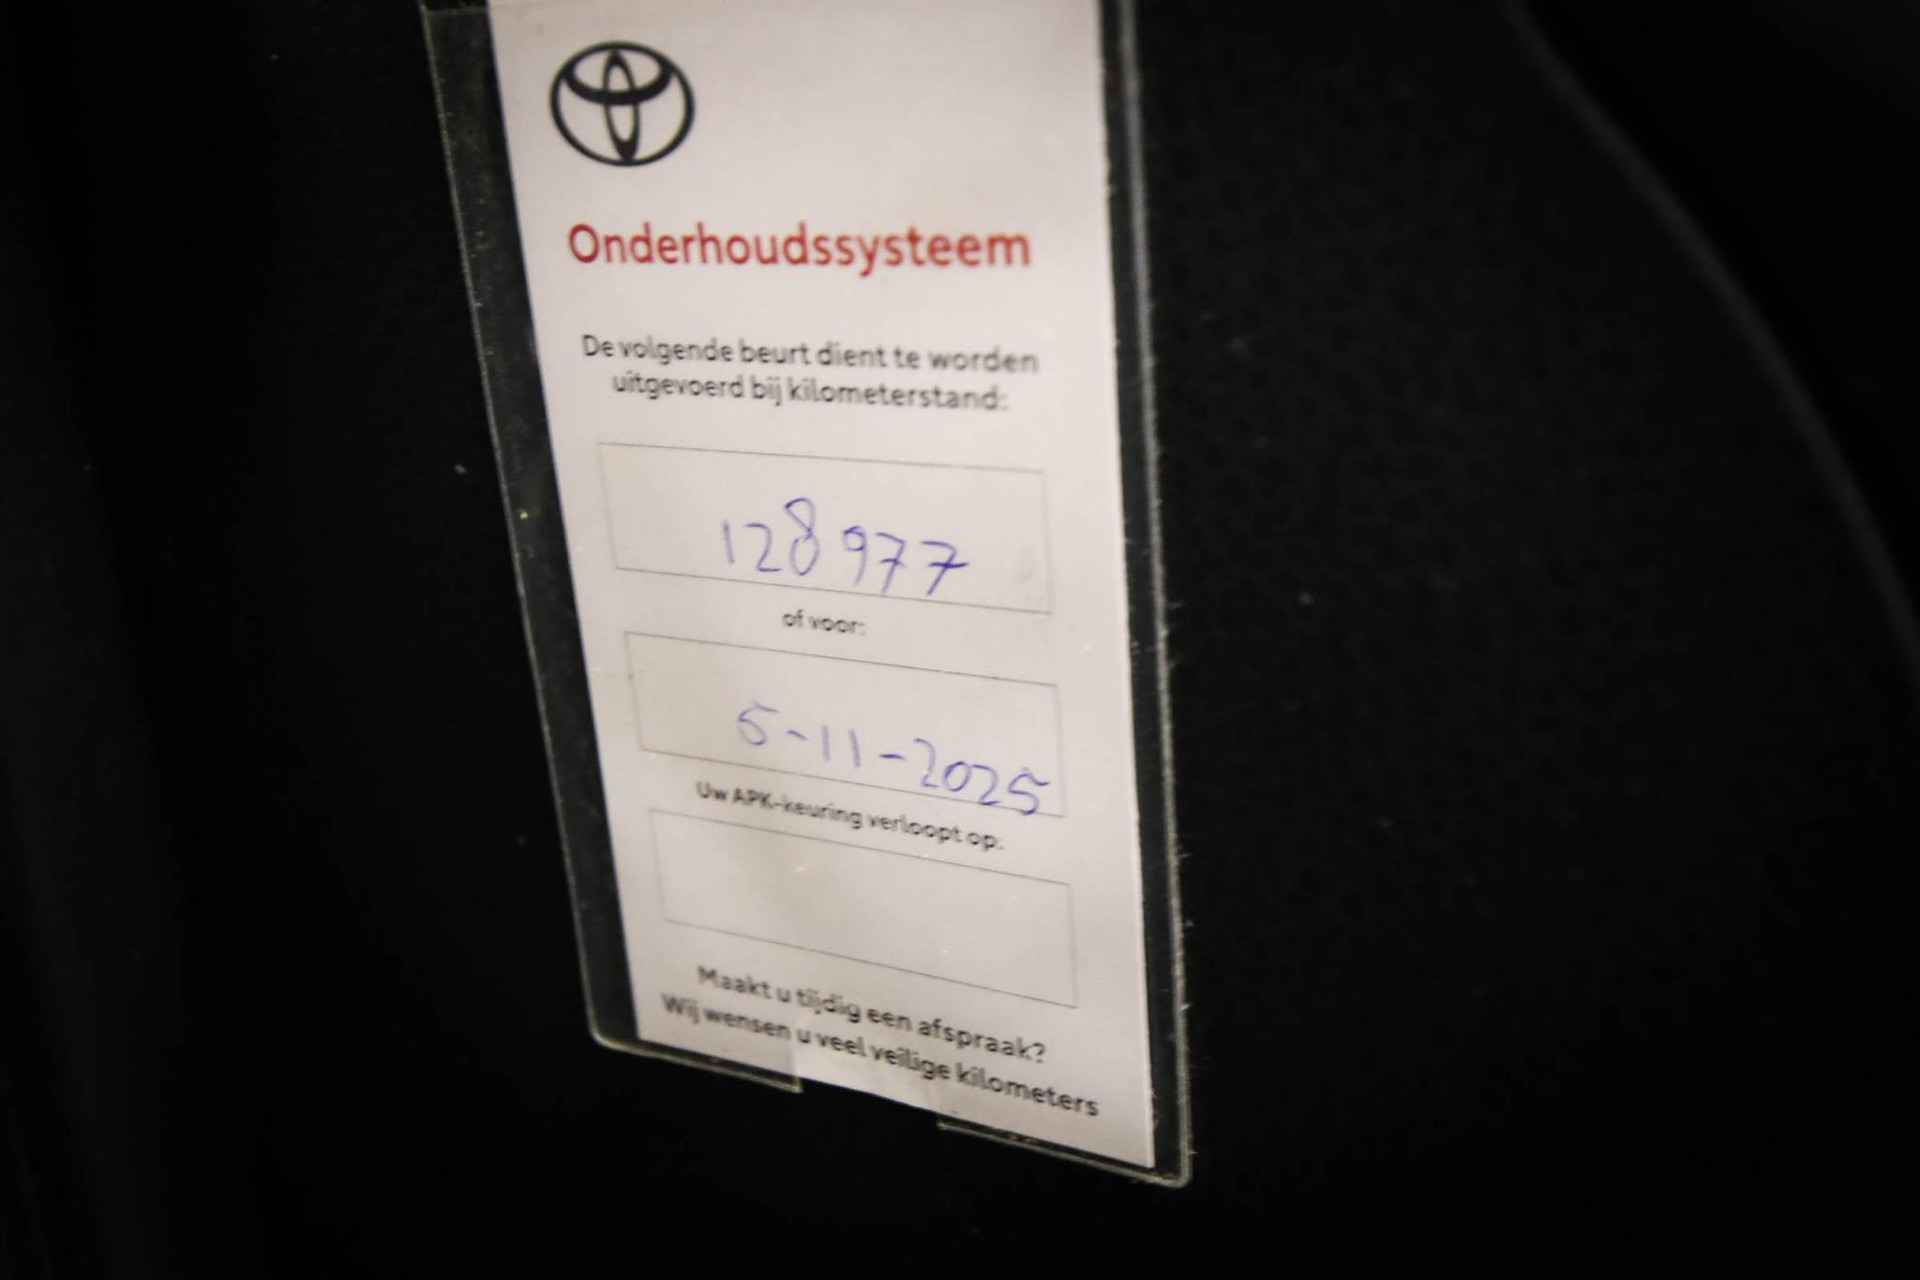 Onderhoudssysteem
De volgende beurt dient te worden
uitgevoerd bij kilometerstand:
128977
of voor:
5-11-2025
Uw APK-keuring verloopt op:
Maakt u tijdig een afspraak?
Wij wensen u veel veilige kilometers